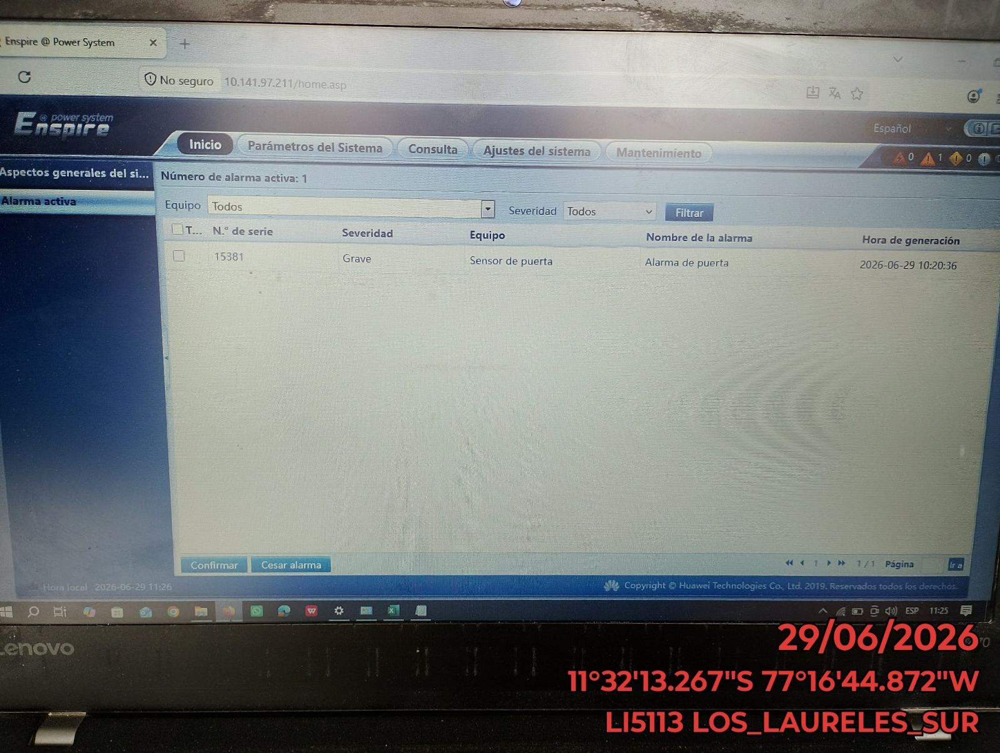 Enspire @ Power System
No seguro 10.141.97.211/home.asp
Enspire @ power system
Español
Inicio Parámetros del Sistema Consulta Ajustes del sistema Mantenimiento
0 1 0
Aspectos generales del si...
Número de alarma activa: 1
Alarma activa
Equipo Todos Severidad Todos Filtrar
T... N.º de serie Severidad Equipo Nombre de la alarma Hora de generación
15381 Grave Sensor de puerta Alarma de puerta 2026-06-29 10:20:36
Confirmar Cesar alarma 1 1 / 1 Página Ir a
Hora local 2026-06-29 11:26 Copyright © Huawei Technologies Co., Ltd. 2019. Reservados todos los derechos.
ESP 11:25
Lenovo
29/06/2026
11°32'13.267"S 77°16'44.872"W
LI5113 LOS_LAURELES_SUR